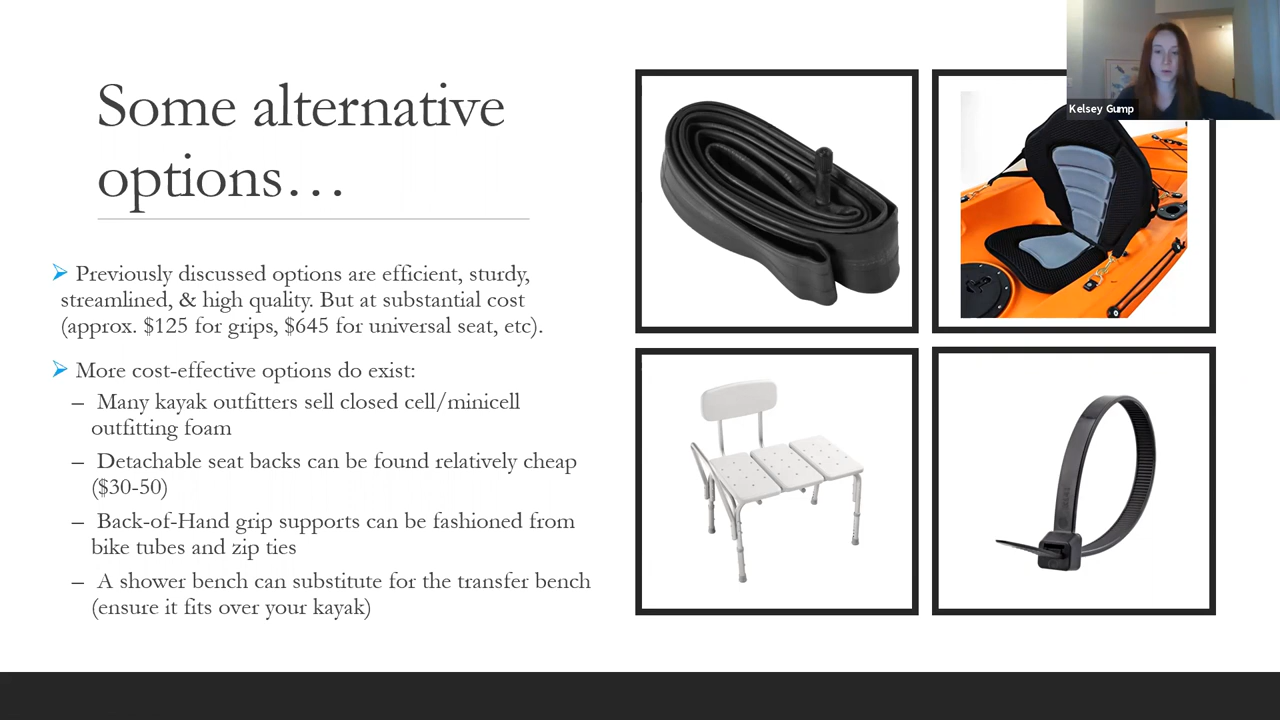 Some alternative
options…
Previously discussed options are efficient, sturdy,
streamlined, & high quality. But at substantial cost
(approx. $125 for grips, $645 for universal seat, etc).
More cost-effective options do exist:
– Many kayak outfitters sell closed cell/minicell
outfitting foam
– Detachable seat backs can be found relatively cheap
($30-50)
– Back-of-Hand grip supports can be fashioned from
bike tubes and zip ties
– A shower bench can substitute for the transfer bench
(ensure it fits over your kayak)
Kelsey Gump